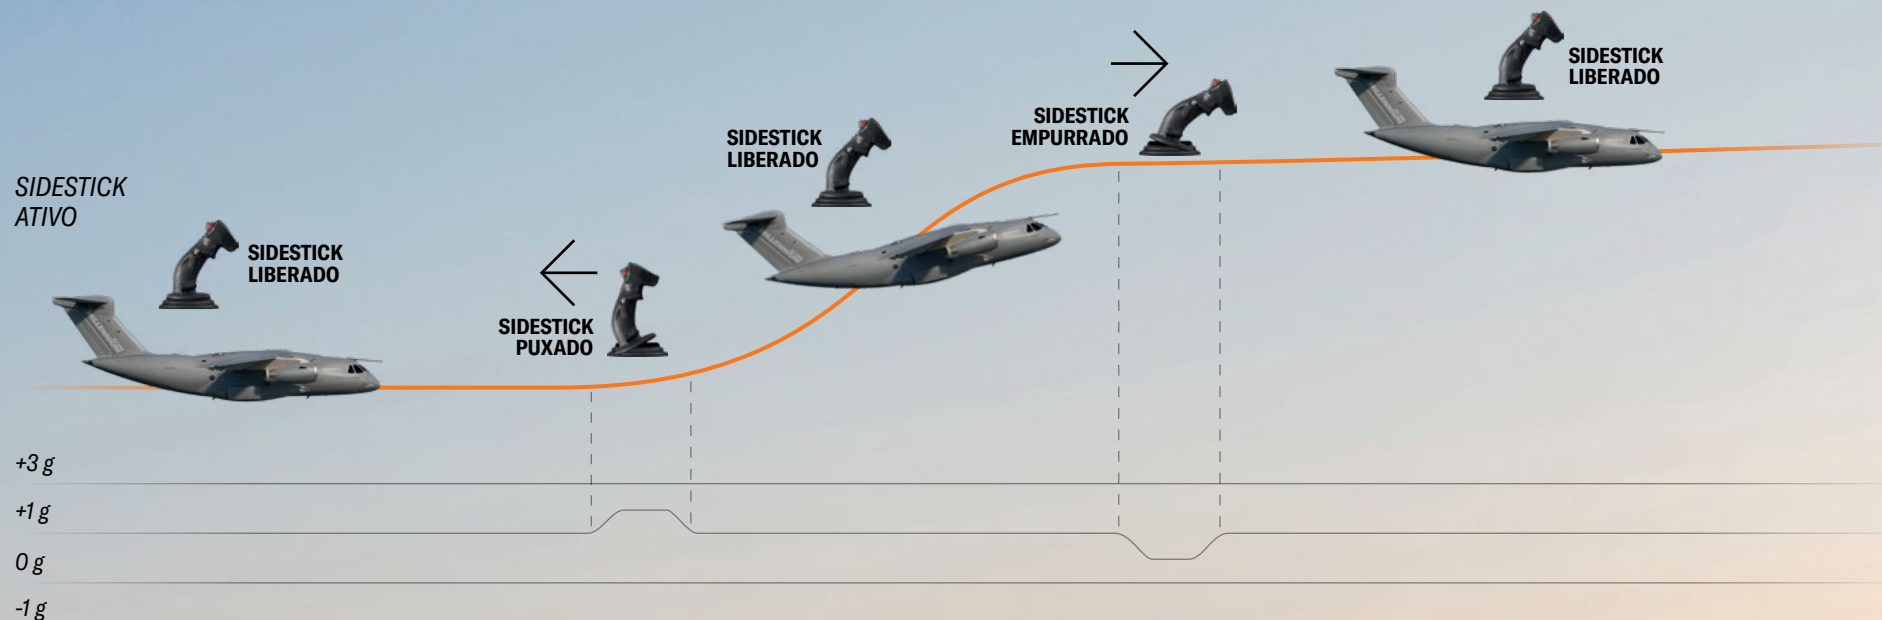 SIDESTICK
ATIVO
SIDESTICK
LIBERADO
SIDESTICK
PUXADO
SIDESTICK
LIBERADO
SIDESTICK
EMPURRADO
SIDESTICK
LIBERADO
+3 g
+1 g
0 g
-1 g